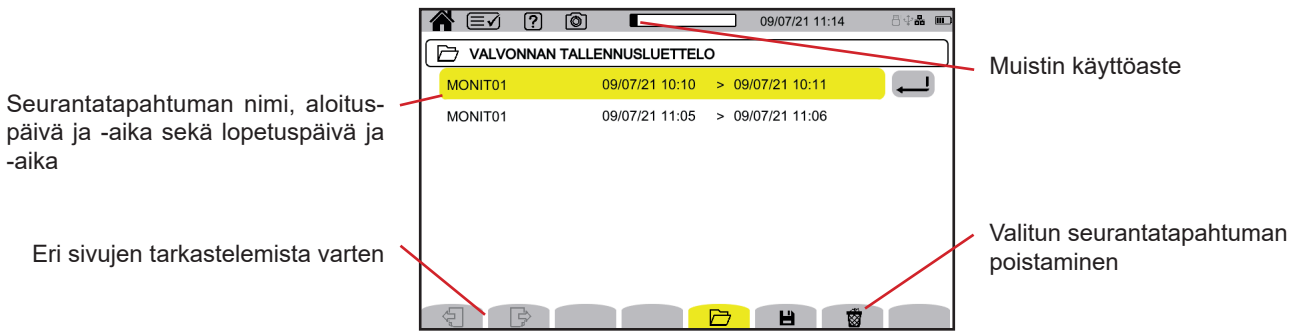 09/07/21 11:14
VALVONNAN TALLENNUSLUETTELO
MONIT01 09/07/21 10:10 > 09/07/21 10:11
MONIT01 09/07/21 11:05 > 09/07/21 11:06
Muistin käyttöaste
Seurantatapahtuman nimi, aloitus-
päivä ja -aika sekä lopetuspäivä ja
-aika
Eri sivujen tarkastelemista varten
Valitun seurantatapahtuman
poistaminen